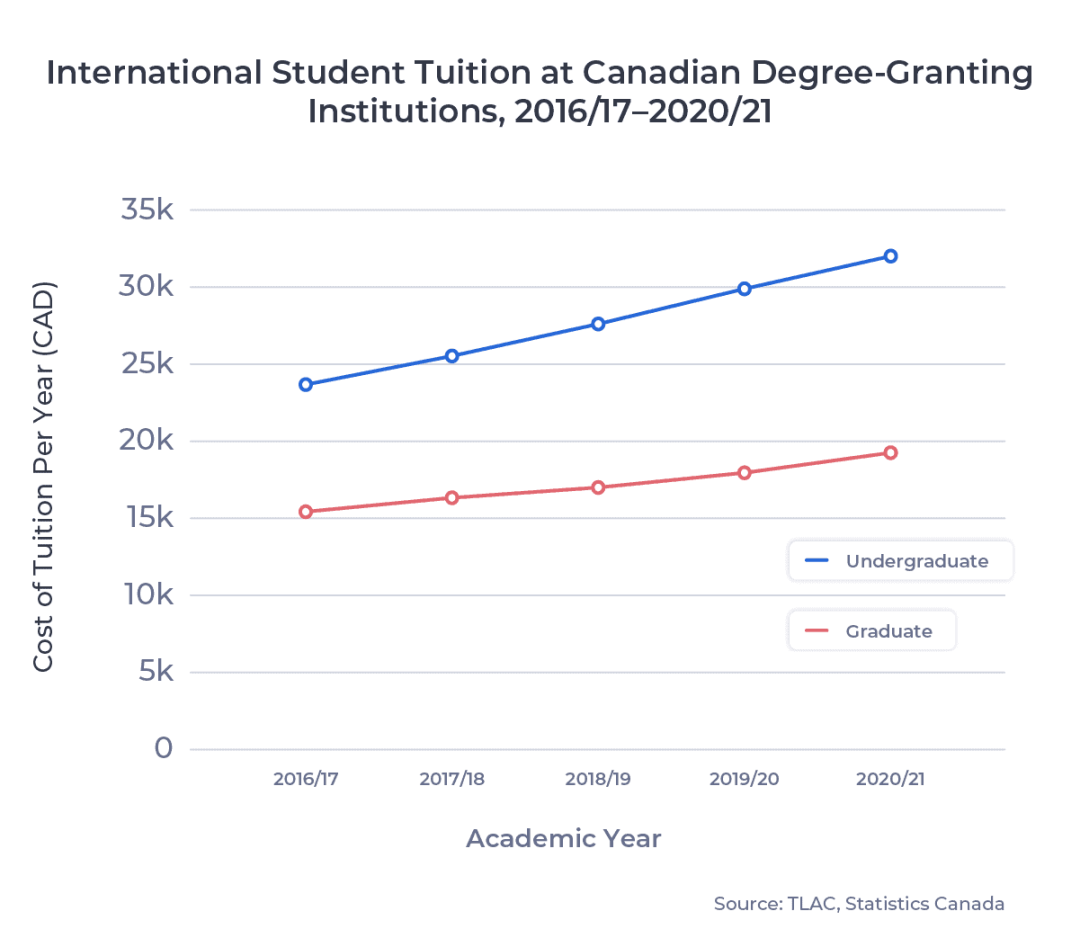 International Student Tuition at Canadian Degree-Granting
Institutions, 2016/17–2020/21
Cost of Tuition Per Year (CAD)
35k
30k
25k
20k
15k
10k
5k
0
Undergraduate
Graduate
2016/17 2017/18 2018/19 2019/20 2020/21
Academic Year
Source: TLAC, Statistics Canada